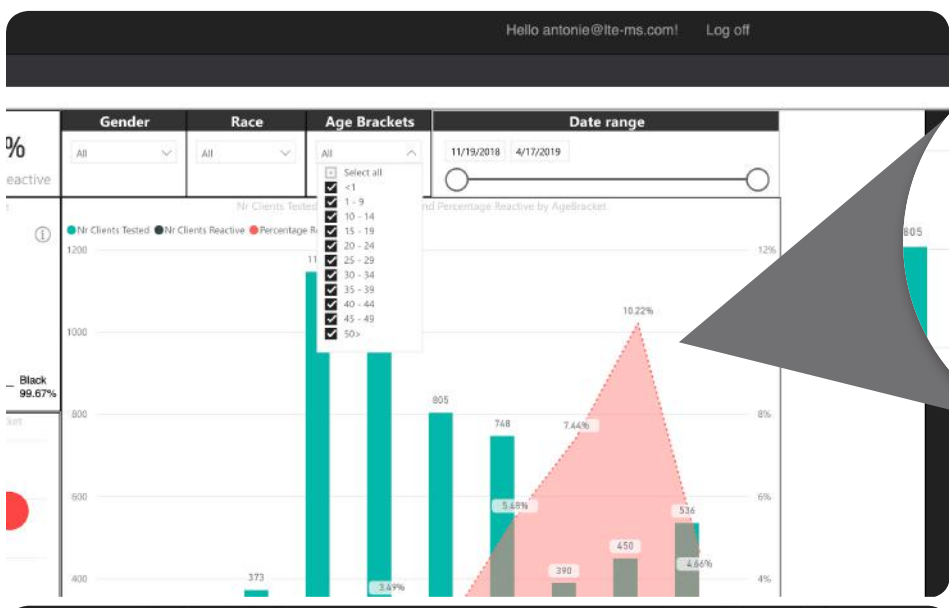 Hello antonie@lte-ms.com! Log off
Gender Race Age Brackets Date range
%
eactive
All All All 11/19/2018 4/17/2019
Select all
<1
1 - 9
10 - 14
15 - 19
20 - 24
25 - 29
30 - 34
35 - 39
40 - 44
45 - 49
50>
Nr Clients Tested nd Percentage Reactive by AgeBracket
Nr Clients Tested Nr Clients Reactive Percentage R
1200 12%
1000 10.22%
Black
99.67%
800 805 8%
748 7.44%
600 5.48% 536 6%
450 4.66%
390
400 373 3.49% 4%
805